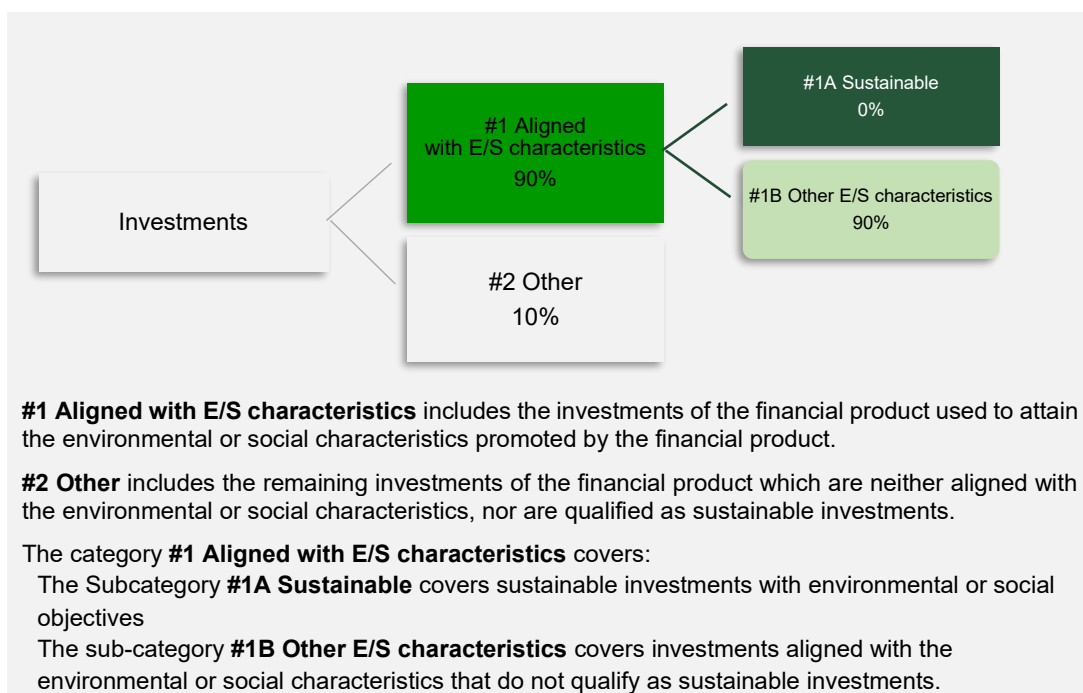 Investments
#1 Aligned
with E/S characteristics
90%
#2 Other
10%
#1A Sustainable
0%
#1B Other E/S characteristics
90%
#1 Aligned with E/S characteristics includes the investments of the financial product used to attain
the environmental or social characteristics promoted by the financial product.
#2 Other includes the remaining investments of the financial product which are neither aligned with
the environmental or social characteristics, nor are qualified as sustainable investments.
The category #1 Aligned with E/S characteristics covers:
The Subcategory #1A Sustainable covers sustainable investments with environmental or social
objectives
The sub-category #1B Other E/S characteristics covers investments aligned with the
environmental or social characteristics that do not qualify as sustainable investments.